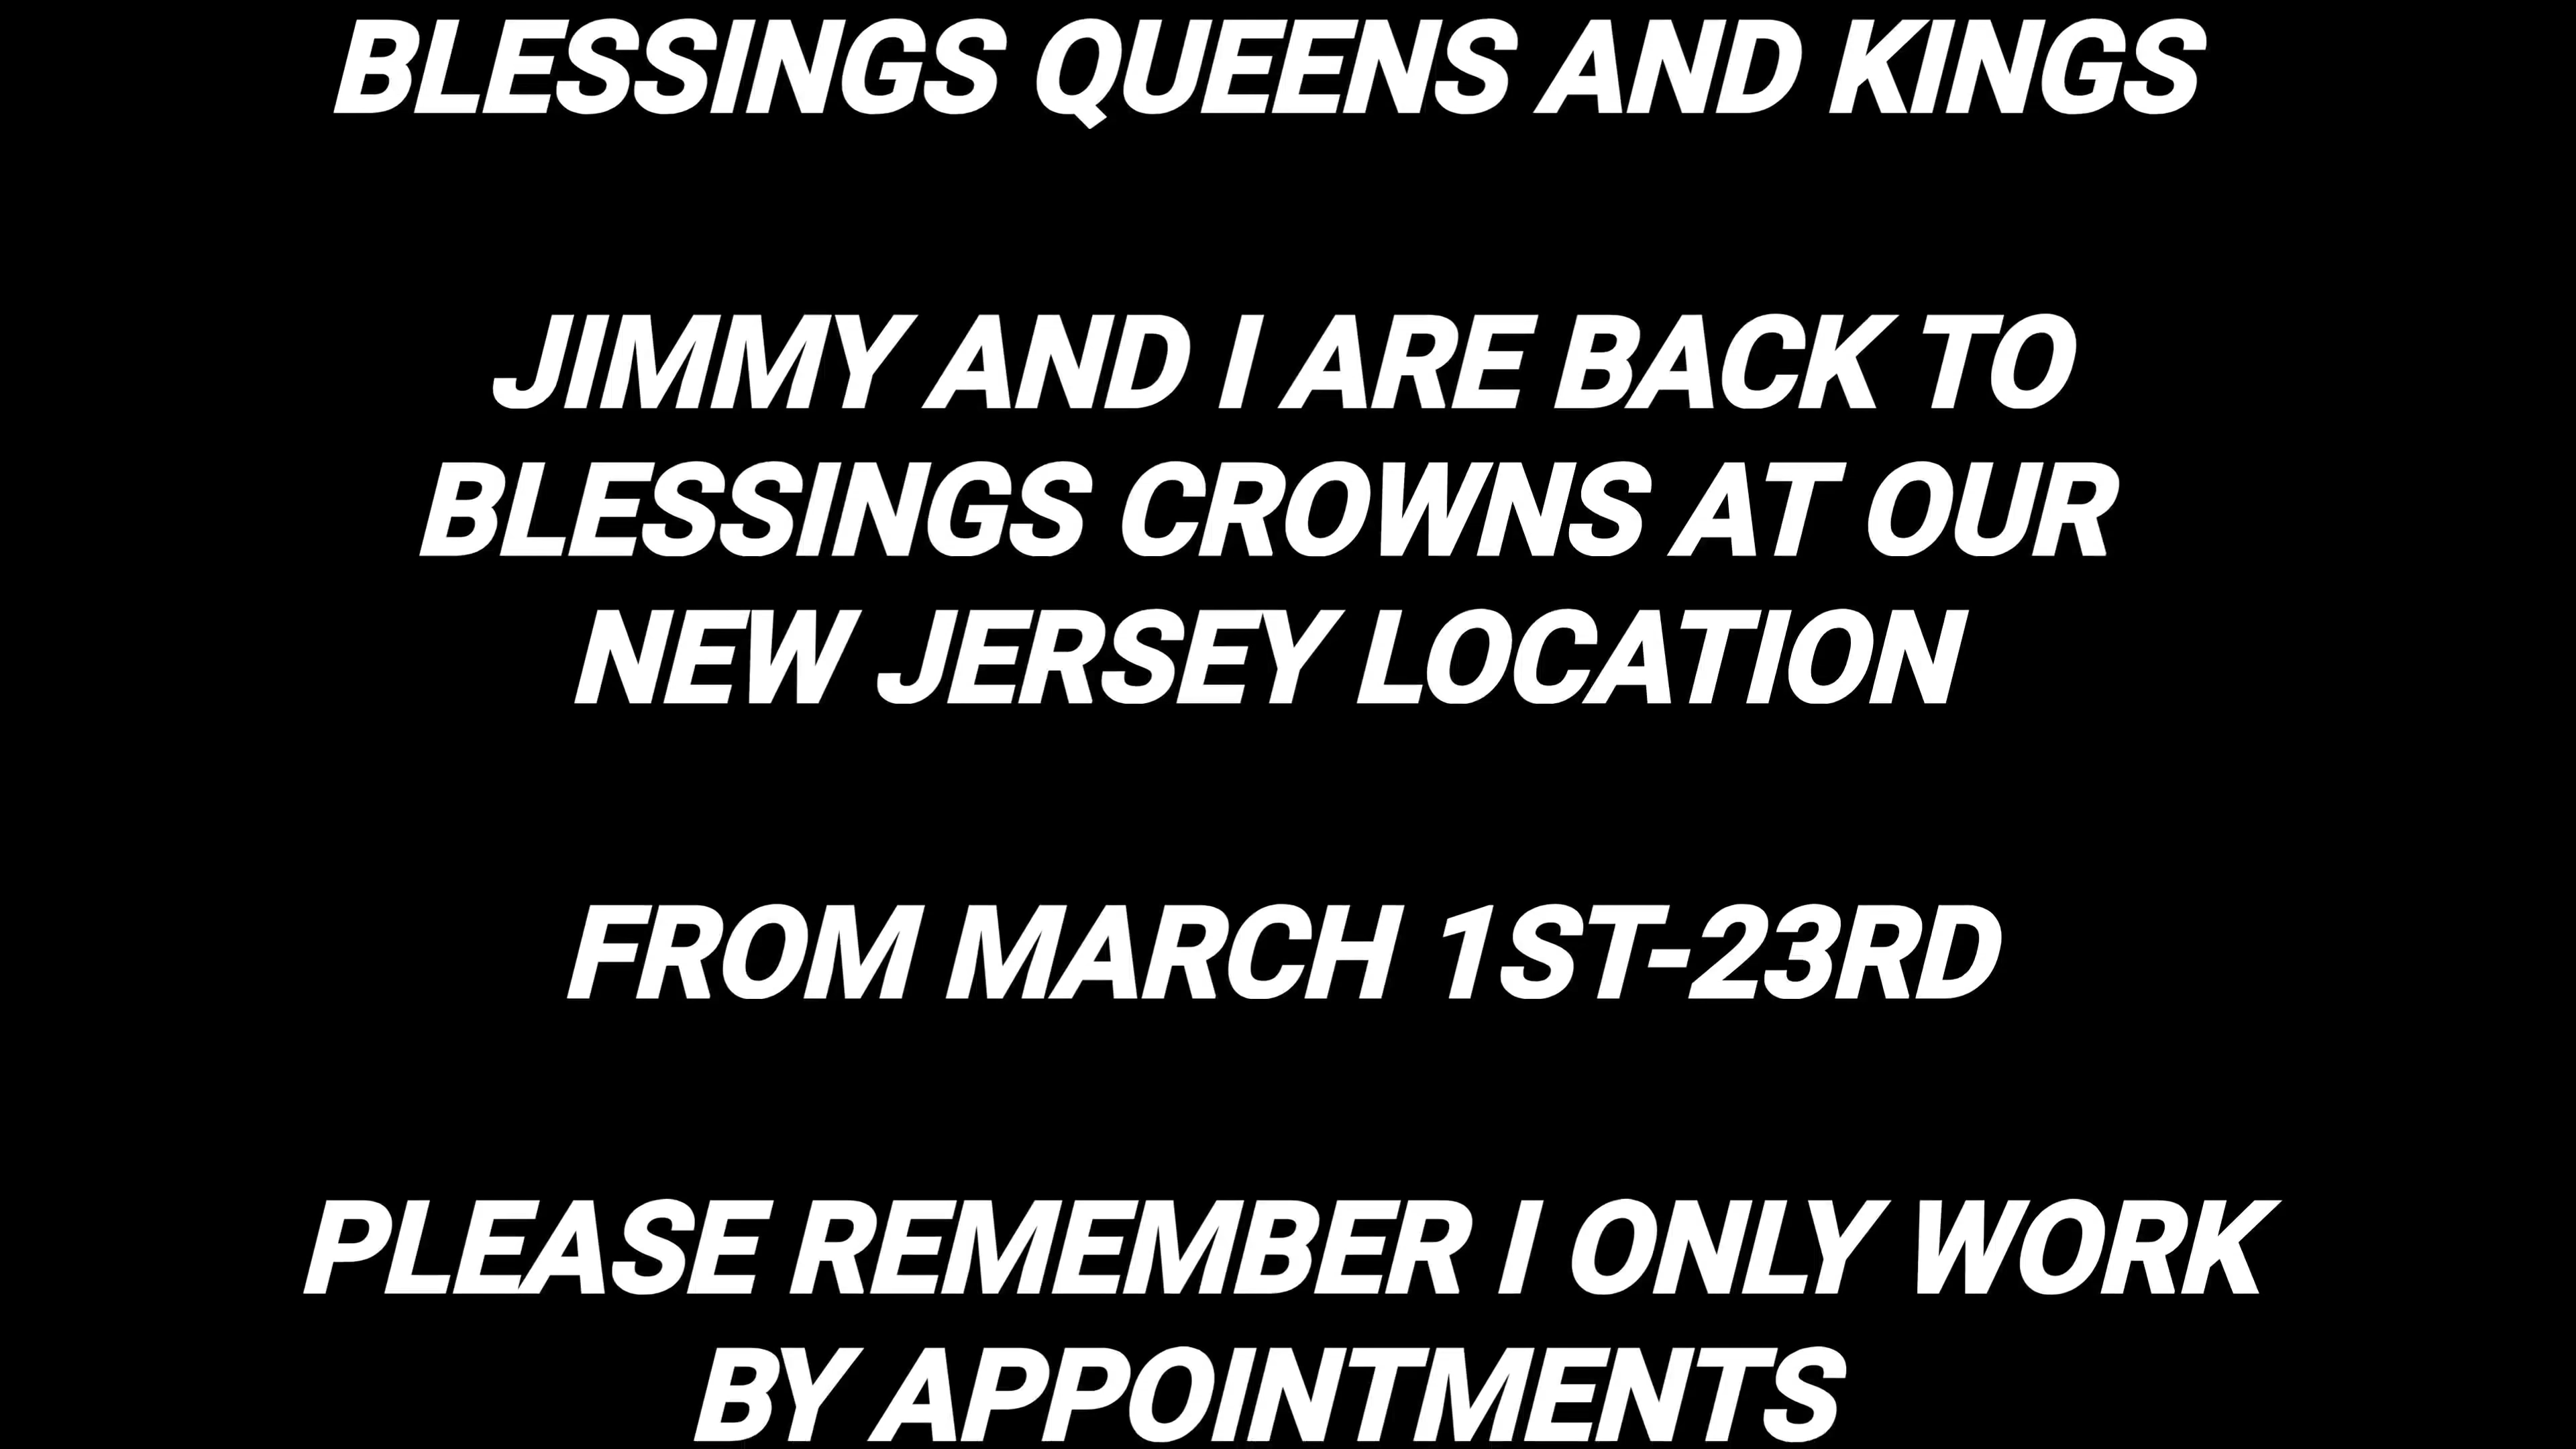 BLESSINGS QUEENS AND KINGS
JIMMY AND I ARE BACK TO
BLESSINGS CROWNS AT OUR
NEW JERSEY LOCATION
FROM MARCH 1ST-23RD
PLEASE REMEMBER I ONLY WORK
BY APPOINTMENTS